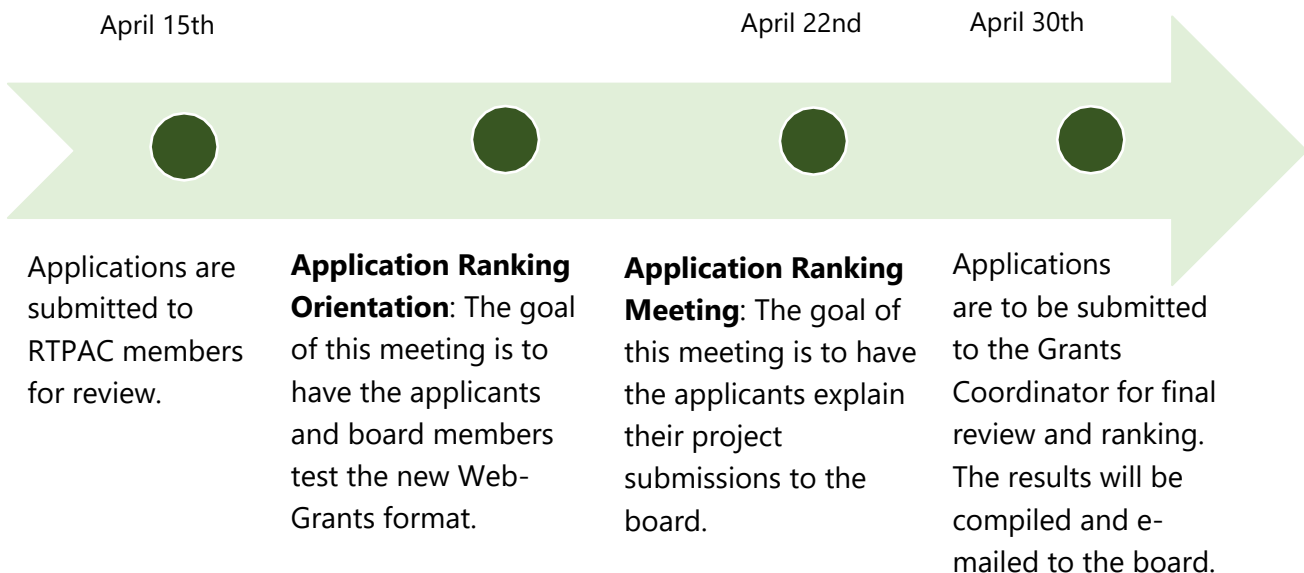 April 15th
April 22nd
April 30th
Applications are
submitted to
RTPAC members
for review.
Application Ranking
Orientation: The goal
of this meeting is to
have the applicants
and board members
test the new Web-
Grants format.
Application Ranking
Meeting: The goal of
this meeting is to have
the applicants explain
their project
submissions to the
board.
Applications
are to be submitted
to the Grants
Coordinator for final
review and ranking.
The results will be
compiled and e-
mailed to the board.